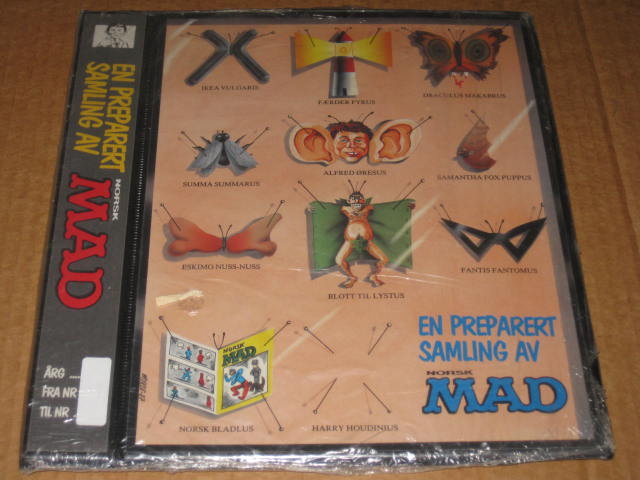 EN PREPARERT
SAMLING AV
NORSK
MAD
ÅRG ....
FRA NR
TIL NR
IKEA VULGARIS
FÆRDER FYRUS
DRACULUS MAKABRUS
SUMMA SUMMARUS
ALFRED ØRESUS
SAMANTHA FOX PUPPUS
ESKIMO NUSS-NUSS
BLOTT TIL LYSTUS
FANTIS FANTOMUS
NORSK
MAD
NORSK BLADLUS
HARRY HOUDINIUS
EN PREPARERT
SAMLING AV
NORSK
MAD